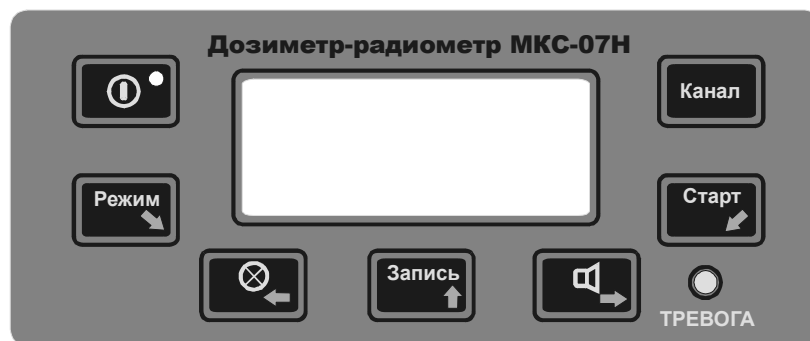 Дозиметр-радиометр МКС-07Н
Канал
Режим
Старт
Запись
ТРЕВОГА